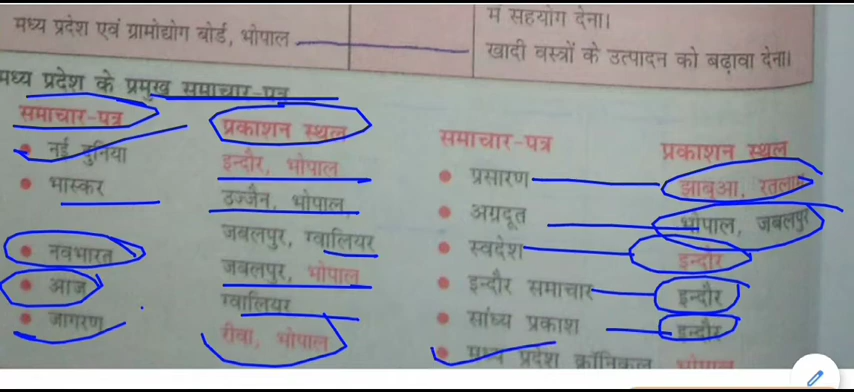 में सहयोग देना।
मध्य प्रदेश एवं ग्रामोद्योग बोर्ड, भोपाल
खादी वस्त्रों के उत्पादन को बढ़ावा देना।
मध्य प्रदेश के प्रमुख समाचार-पत्र
समाचार-पत्र प्रकाशन स्थल
नई दुनिया इन्दौर, भोपाल
भास्कर उज्जैन, भोपाल,
जबलपुर, ग्वालियर
नवभारत जबलपुर, भोपाल
आज ग्वालियर
जागरण रीवा, भोपाल
समाचार-पत्र प्रकाशन स्थल
प्रसारण झाबुआ, रतलाम
अग्रदूत भोपाल, जबलपुर
स्वदेश इन्दौर
इन्दौर समाचार इन्दौर
सांध्य प्रकाश इन्दौर
मध्य प्रदेश क्रॉनिकल भोपाल